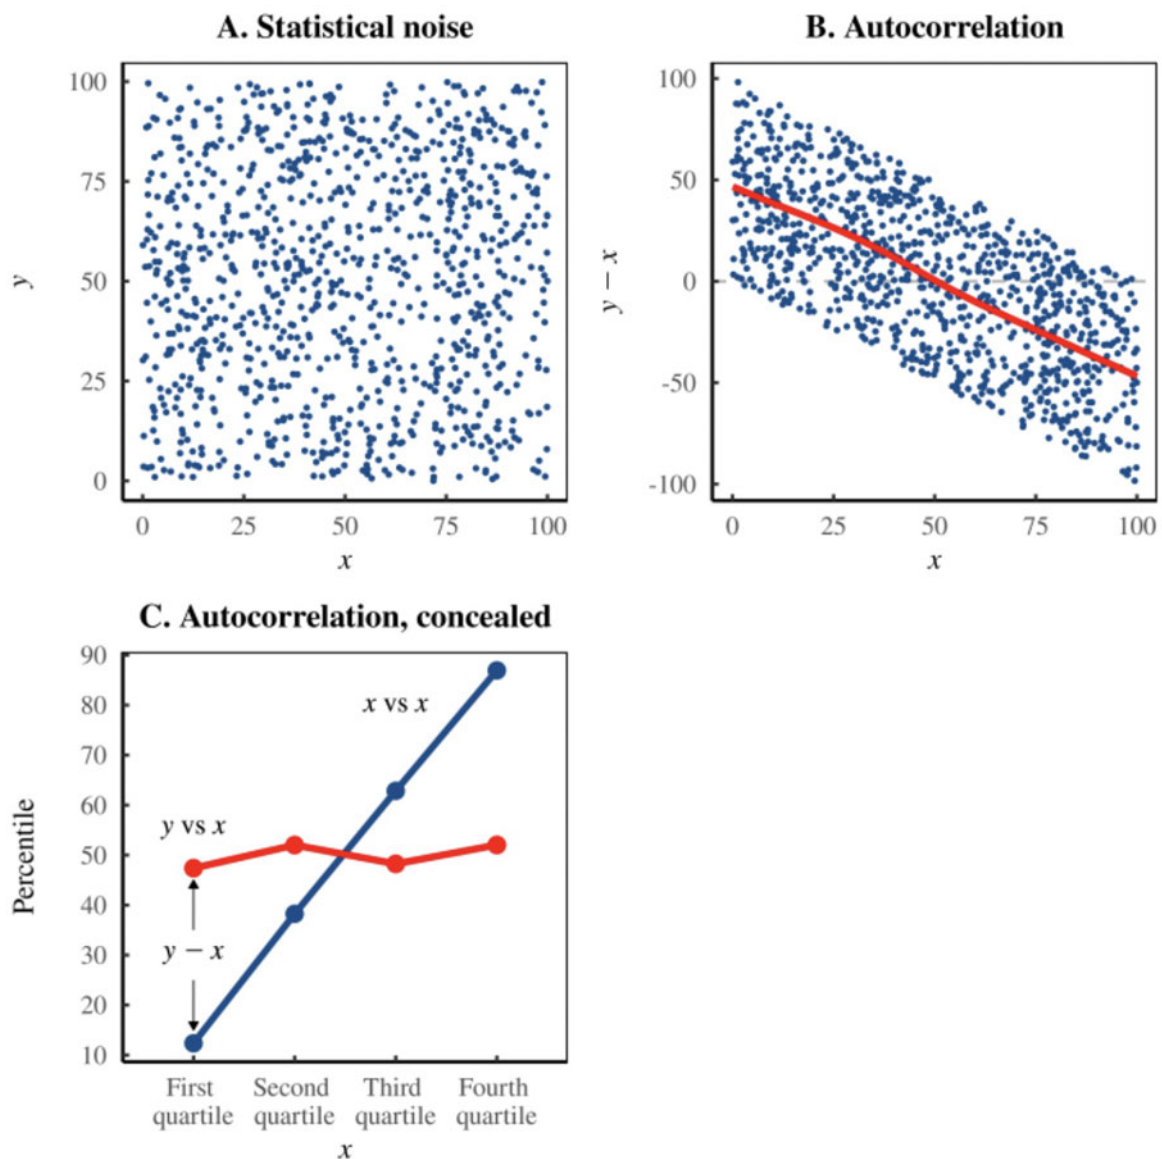 A. Statistical noise
100
75
50
25
0
y
0 25 50 75 100
x
B. Autocorrelation
100
50
0
-50
-100
y − x
0 25 50 75 100
x
C. Autocorrelation, concealed
90
80
70
60
50
40
30
20
10
Percentile
x vs x
y vs x
y − x
First quartile
Second quartile
Third quartile
Fourth quartile
x